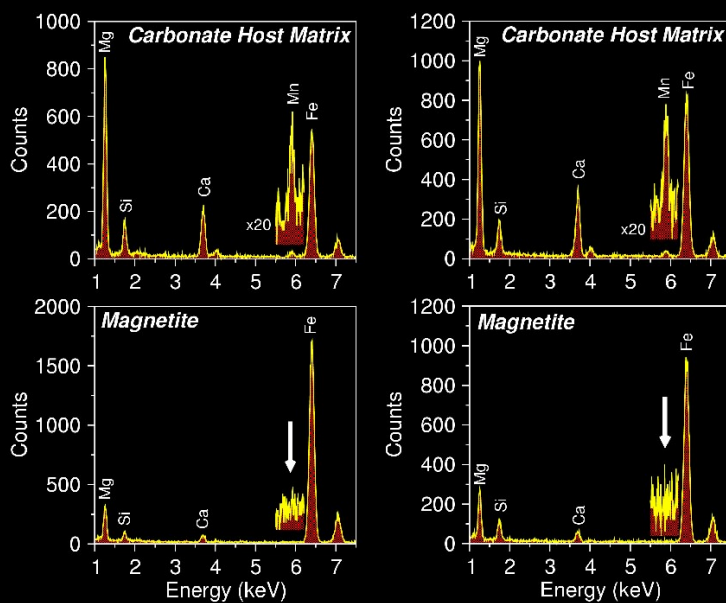 Carbonate Host Matrix
Counts
1000
800
600
400
200
0
Mg
Si
Ca
x20
Mn
Fe
1 2 3 4 5 6 7
Carbonate Host Matrix
Counts
1200
1000
800
600
400
200
0
Mg
Si
Ca
x20
Mn
Fe
1 2 3 4 5 6 7
Magnetite
Counts
2000
1500
1000
500
0
Mg
Si
Ca
Fe
1 2 3 4 5 6 7
Energy (keV)
Magnetite
Counts
1200
1000
800
600
400
200
0
Mg
Si
Ca
Fe
1 2 3 4 5 6 7
Energy (keV)